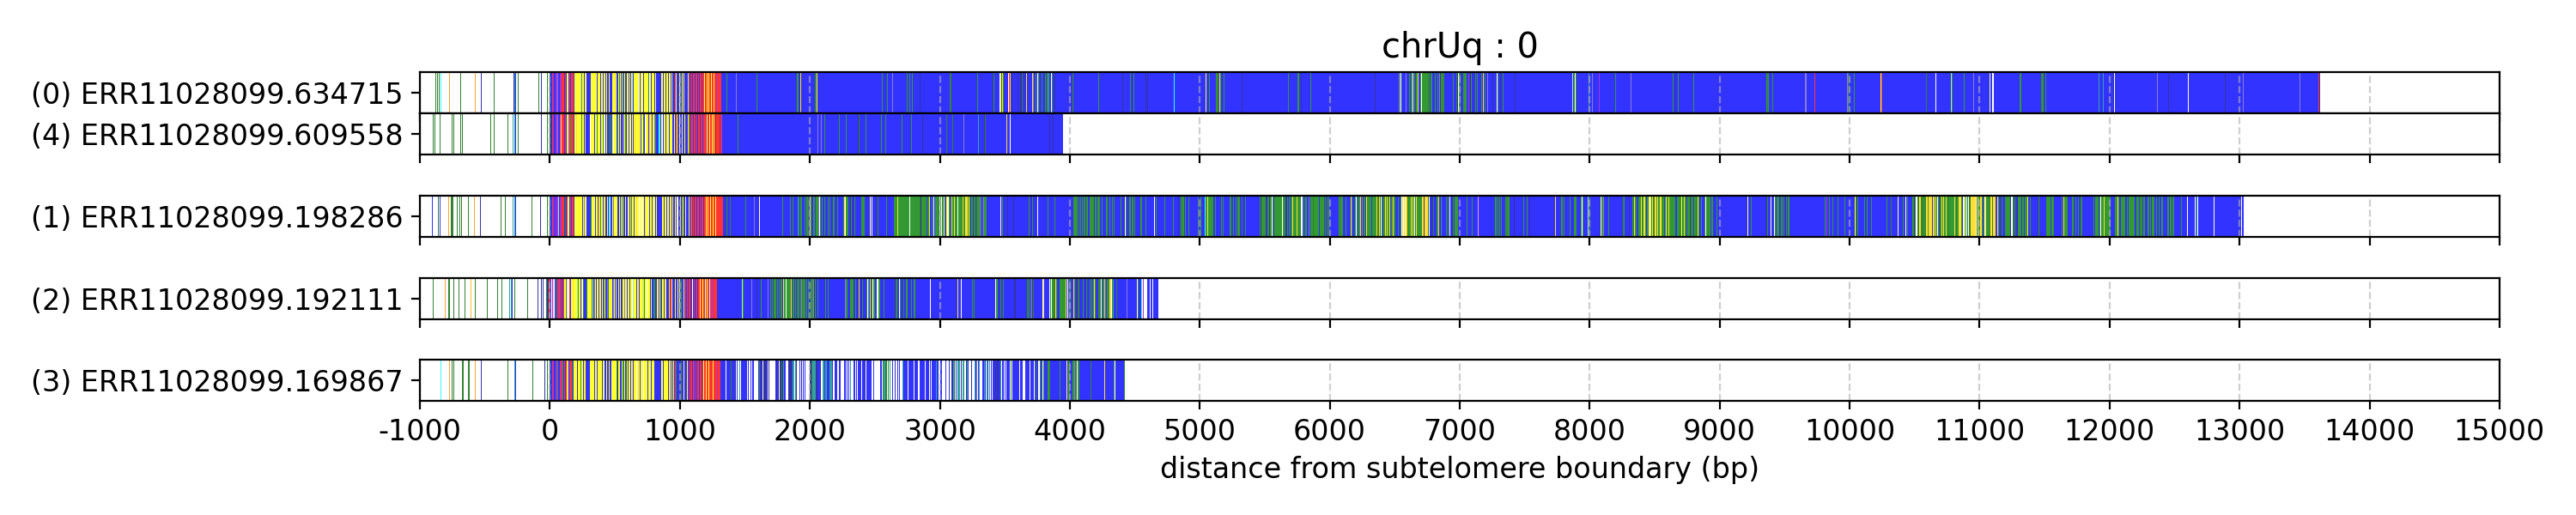 chrUq : 0
(0) ERR11028099.634715
(4) ERR11028099.609558
(1) ERR11028099.198286
(2) ERR11028099.192111
(3) ERR11028099.169867
-1000 0 1000 2000 3000 4000 5000 6000 7000 8000 9000 10000 11000 12000 13000 14000 15000
distance from subtelomere boundary (bp)